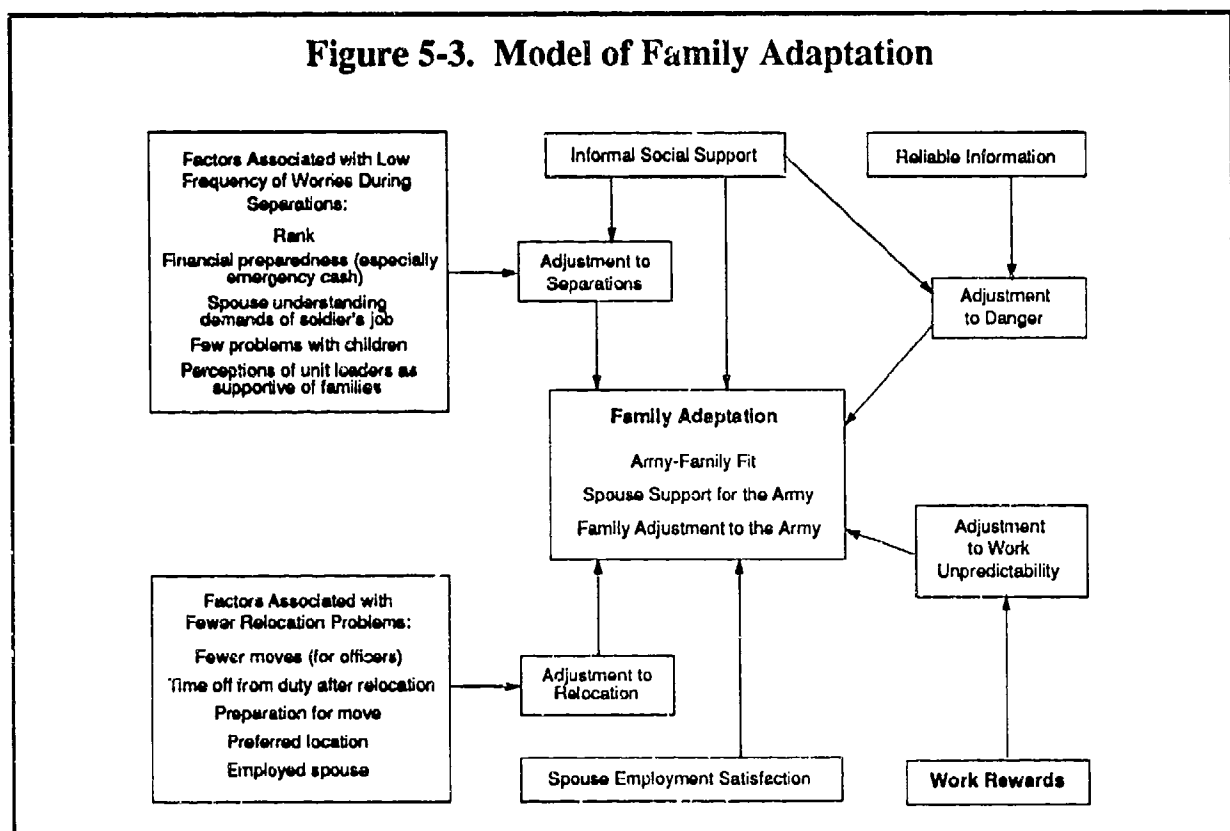 Figure 5-3. Model of Family Adaptation
Factors Associated with Low
Frequency of Worries During
Separations:
Rank
Financial preparedness (especially
emergency cash)
Spouse understanding
demands of soldier's job
Few problems with children
Perceptions of unit leaders as
supportive of families
Informal Social Support
Reliable Information
Adjustment to
Separations
Adjustment
to Danger
Family Adaptation
Army-Family Fit
Spouse Support for the Army
Family Adjustment to the Army
Adjustment
to Work
Unpredictability
Factors Associated with
Fewer Relocation Problems:
Fewer moves (for officers)
Time off from duty after relocation
Preparation for move
Preferred location
Employed spouse
Adjustment to
Relocation
Spouse Employment Satisfaction
Work Rewards